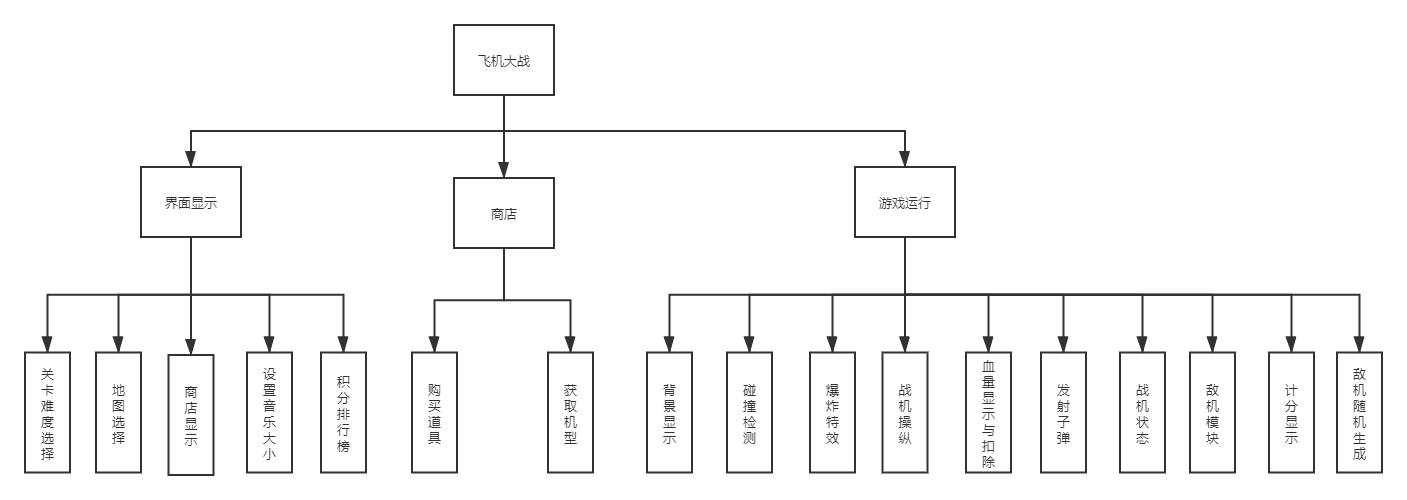 飞机大战
界面显示
商店
游戏运行
关卡难度选择
地图选择
商店显示
设置音乐大小
积分排行榜
购买道具
获取机型
背景显示
碰撞检测
爆炸特效
战机操纵
血量显示与扣除
发射子弹
战机状态
敌机模块
计分显示
敌机随机生成